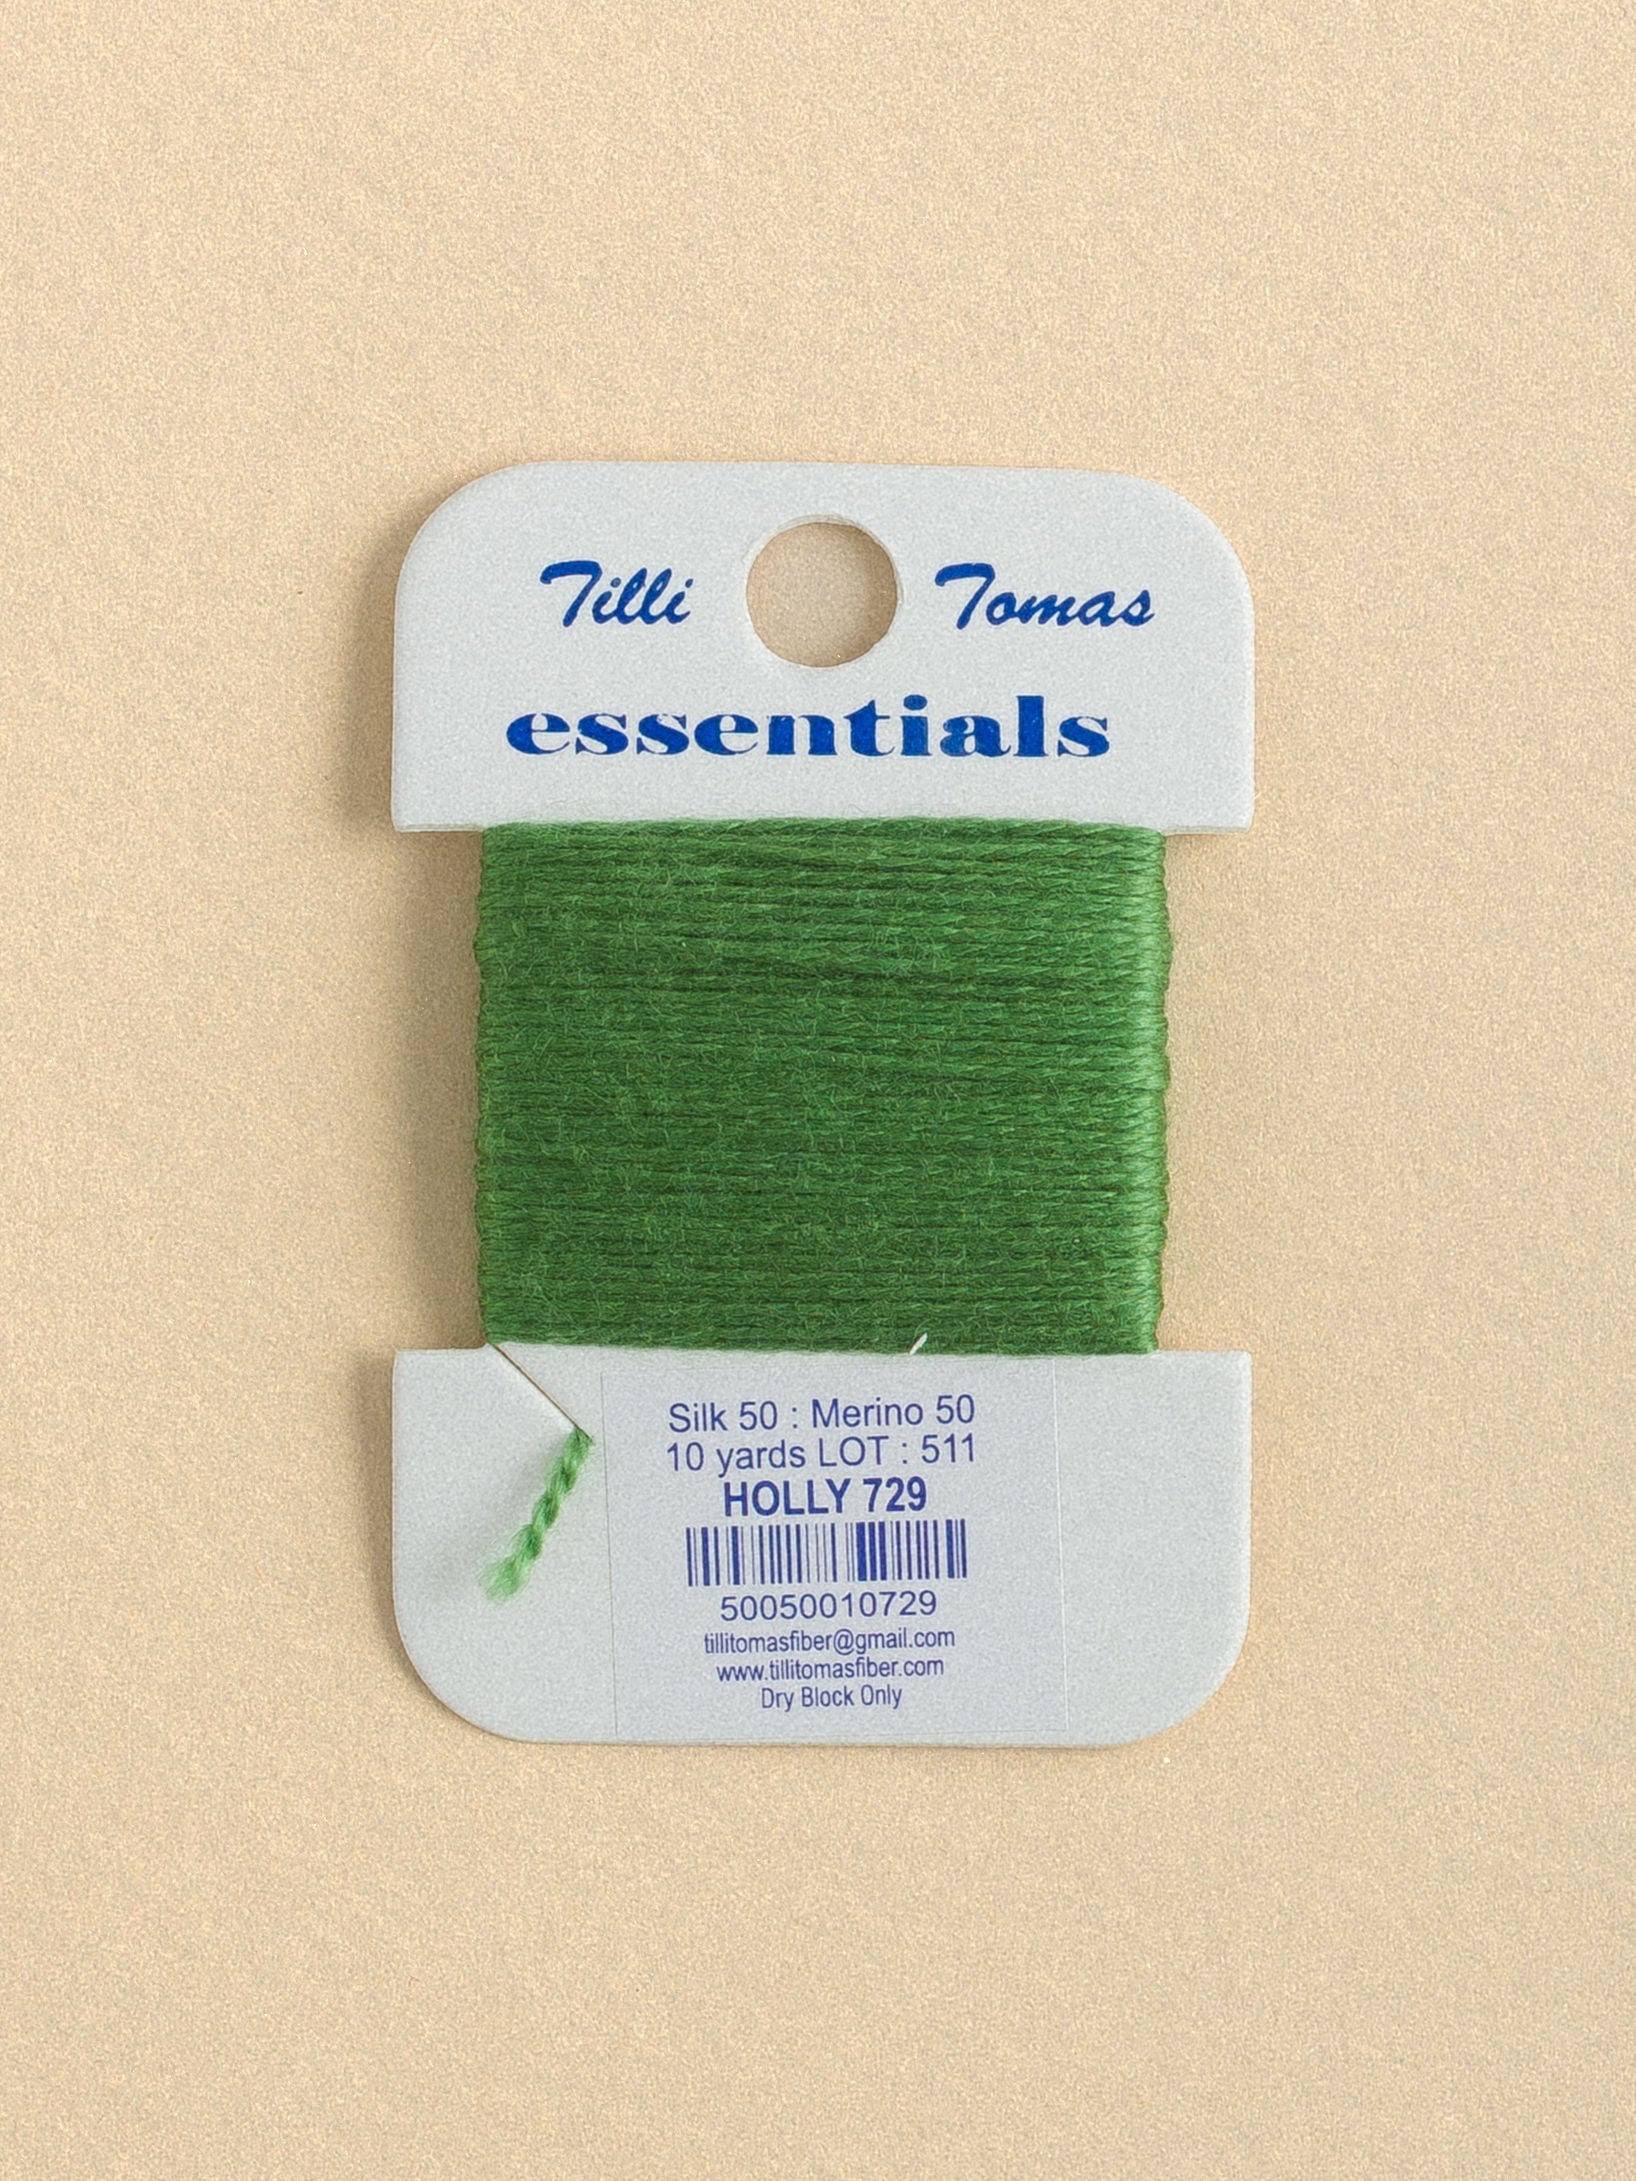 Tilli Tomas
essentials
Silk 50 : Merino 50
10 yards LOT : 511
HOLLY 729
50050010729
tillitomasfiber@gmail.com
www.tillitomasfiber.com
Dry Block Only